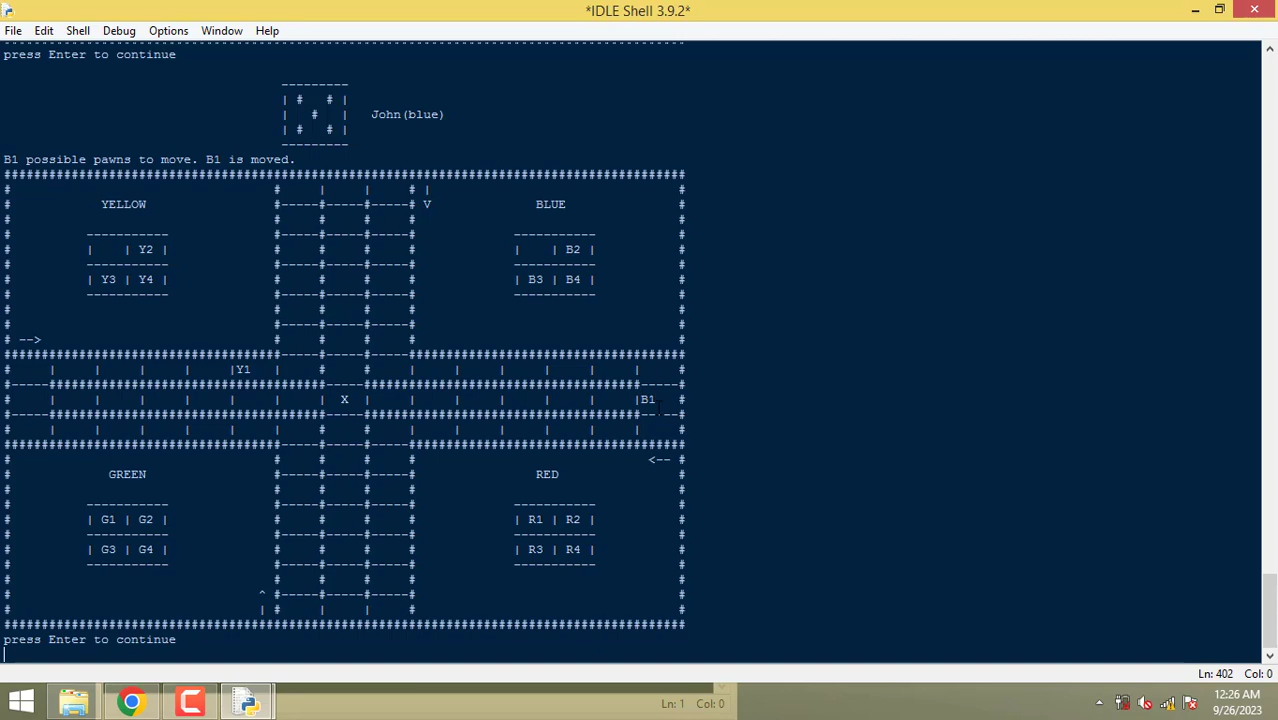 *IDLE Shell 3.9.2*
File Edit Shell Debug Options Window Help
press Enter to continue
---------
| #   # |
|   #   |   John(blue)
| #   # |
---------
B1 possible pawns to move. B1 is moved.
###########################################################################################
#                                   #     |     |     # |                                 #
#            YELLOW                 #-----#-----#-----# V              BLUE               #
#                                   #     #     #     #                                   #
#          -----------              #-----#-----#-----#             -----------           #
#          |    | Y2 |              #     #     #     #             |    | B2 |           #
#          -----------              #-----#-----#-----#             -----------           #
#          | Y3 | Y4 |              #     #     #     #             | B3 | B4 |           #
#          -----------              #-----#-----#-----#             -----------           #
#                                   #     #     #     #                                   #
#                                   #-----#-----#-----#                                   #
# -->                               #     #     #     #                                   #
#####################################-----#-----#-----#####################################
#     |     |     |     |     |Y1   |     #     #     |     |     |     |     |     |     #
#-----#####################################-----#####################################-----#
#     |     |     |     |     |     |     |  X  |     |     |     |     |     |     |B1   #
#-----#####################################-----#####################################-----#
#     |     |     |     |     |     |     #     #     |     |     |     |     |     |     #
#####################################-----#-----#-----#####################################
#                                   #     #     #     #                               <-- #
#             GREEN                 #-----#-----#-----#                RED                #
#                                   #     #     #     #                                   #
#          -----------              #-----#-----#-----#             -----------           #
#          | G1 | G2 |              #     #     #     #             | R1 | R2 |           #
#          -----------              #-----#-----#-----#             -----------           #
#          | G3 | G4 |              #     #     #     #             | R3 | R4 |           #
#          -----------              #-----#-----#-----#             -----------           #
#                                   #     #     #     #                                   #
#                                 ^ #-----#-----#-----#                                   #
#                                 | #     |     |     #                                   #
###########################################################################################
press Enter to continue
Ln: 402 Col: 0
Ln: 1 Col: 0
12:26 AM
9/26/2023